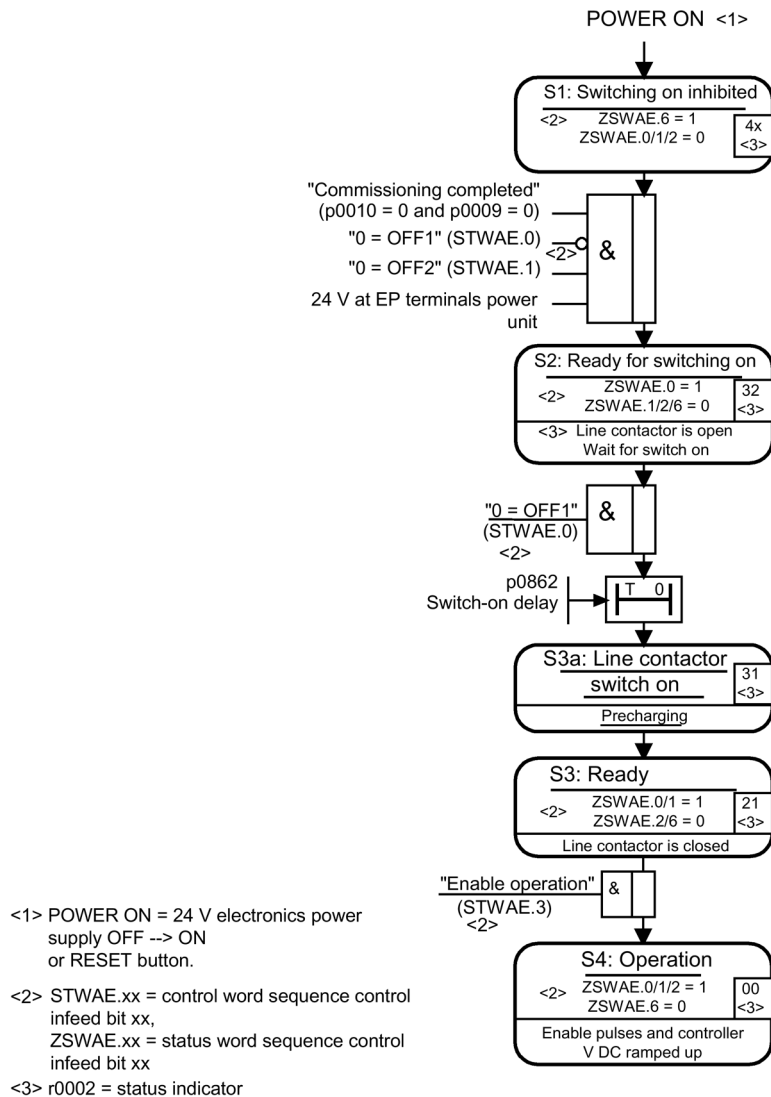 POWER ON <1>
S1: Switching on inhibited
<2> ZSWAE.6 = 1
ZSWAE.0/1/2 = 0
4x
<3>
"Commissioning completed"
(p0010 = 0 and p0009 = 0)
"0 = OFF1" (STWAE.0)
<2>
&
"0 = OFF2" (STWAE.1)
24 V at EP terminals power
unit
S2: Ready for switching on
<2> ZSWAE.0 = 1
ZSWAE.1/2/6 = 0
32
<3>
<3> Line contactor is open
Wait for switch on
"0 = OFF1"
(STWAE.0)
<2>
&
p0862
Switch-on delay
T 0
S3a: Line contactor
switch on
31
<3>
Precharging
S3: Ready
<2> ZSWAE.0/1 = 1
ZSWAE.2/6 = 0
21
<3>
Line contactor is closed
"Enable operation"
(STWAE.3)
<2>
&
S4: Operation
<2> ZSWAE.0/1/2 = 1
ZSWAE.6 = 0
00
<3>
Enable pulses and controller
V DC ramped up
<1> POWER ON = 24 V electronics power
supply OFF --> ON
or RESET button.
<2> STWAE.xx = control word sequence control
infeed bit xx,
ZSWAE.xx = status word sequence control
infeed bit xx
<3> r0002 = status indicator